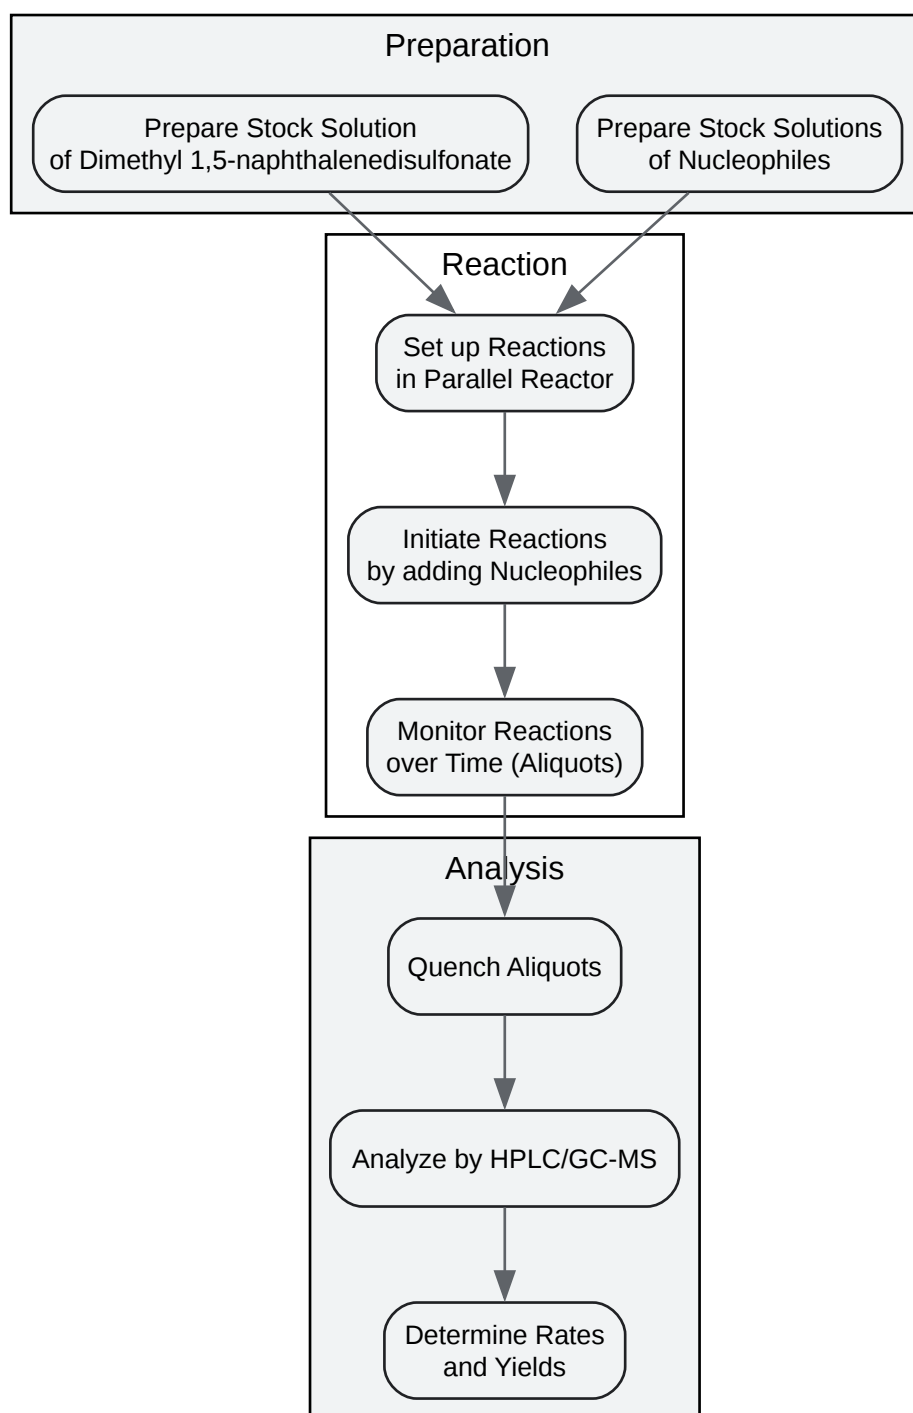 Preparation
Prepare Stock Solution
of Dimethyl 1,5-naphthalenedisulfonate
Prepare Stock Solutions
of Nucleophiles
Reaction
Set up Reactions
in Parallel Reactor
Initiate Reactions
by adding Nucleophiles
Monitor Reactions
over Time (Aliquots)
Analysis
Quench Aliquots
Analyze by HPLC/GC-MS
Determine Rates
and Yields